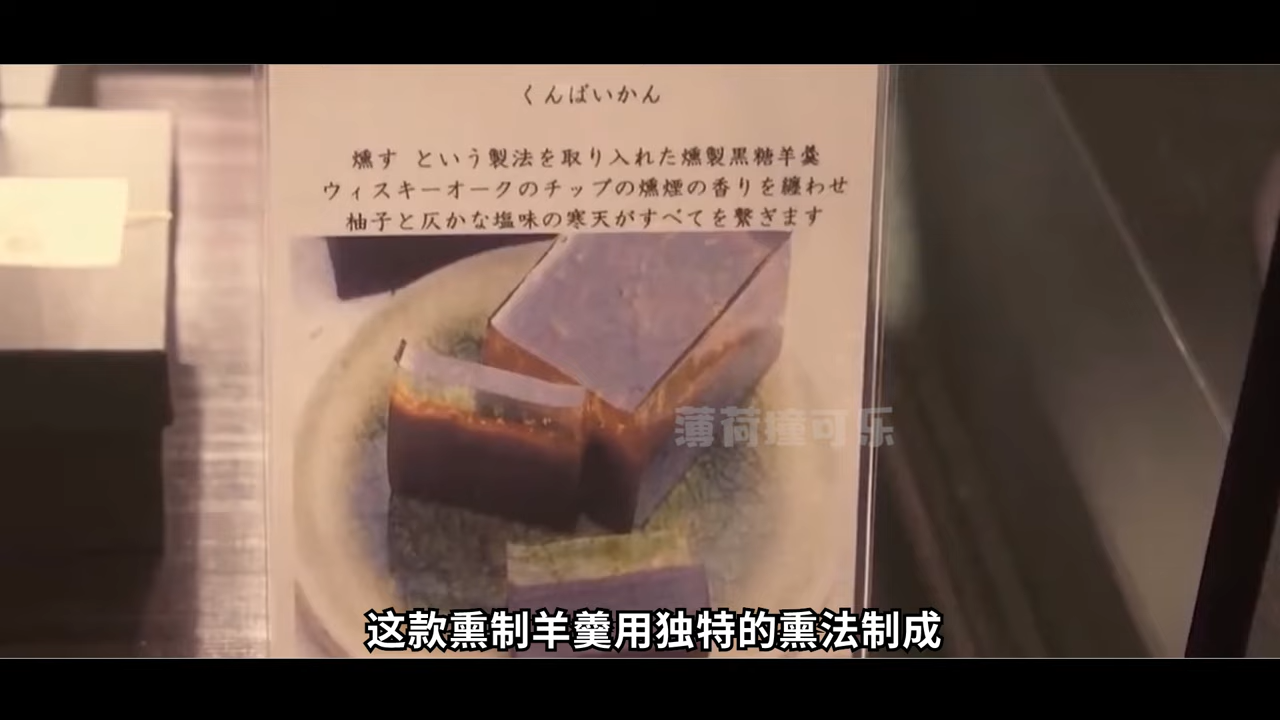 くんばいかん
燻す という製法を取り入れた燻製黒糖羊羹
ウィスキーオークのチップの燻煙の香りを纏わせ
柚子と仄かな塩味の寒天がすべてを繋ぎます
薄荷撞可乐
这款熏制羊羹用独特的熏法制成